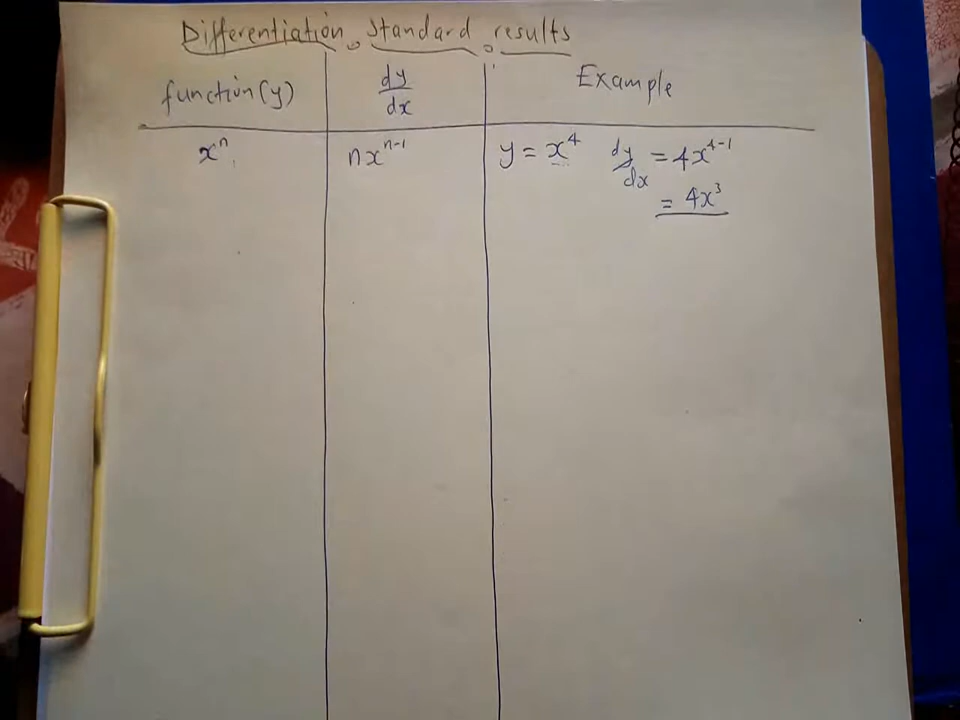 Differentiation standard results
function(y) dy/dx Example
xⁿ nxⁿ⁻¹ y = x⁴ dy/dx = 4x⁴⁻¹
= 4x³